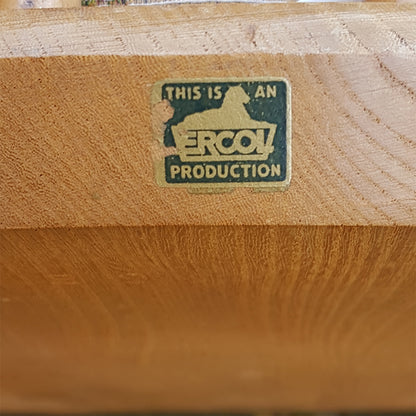 THIS IS AN
ERCOL
PRODUCTION